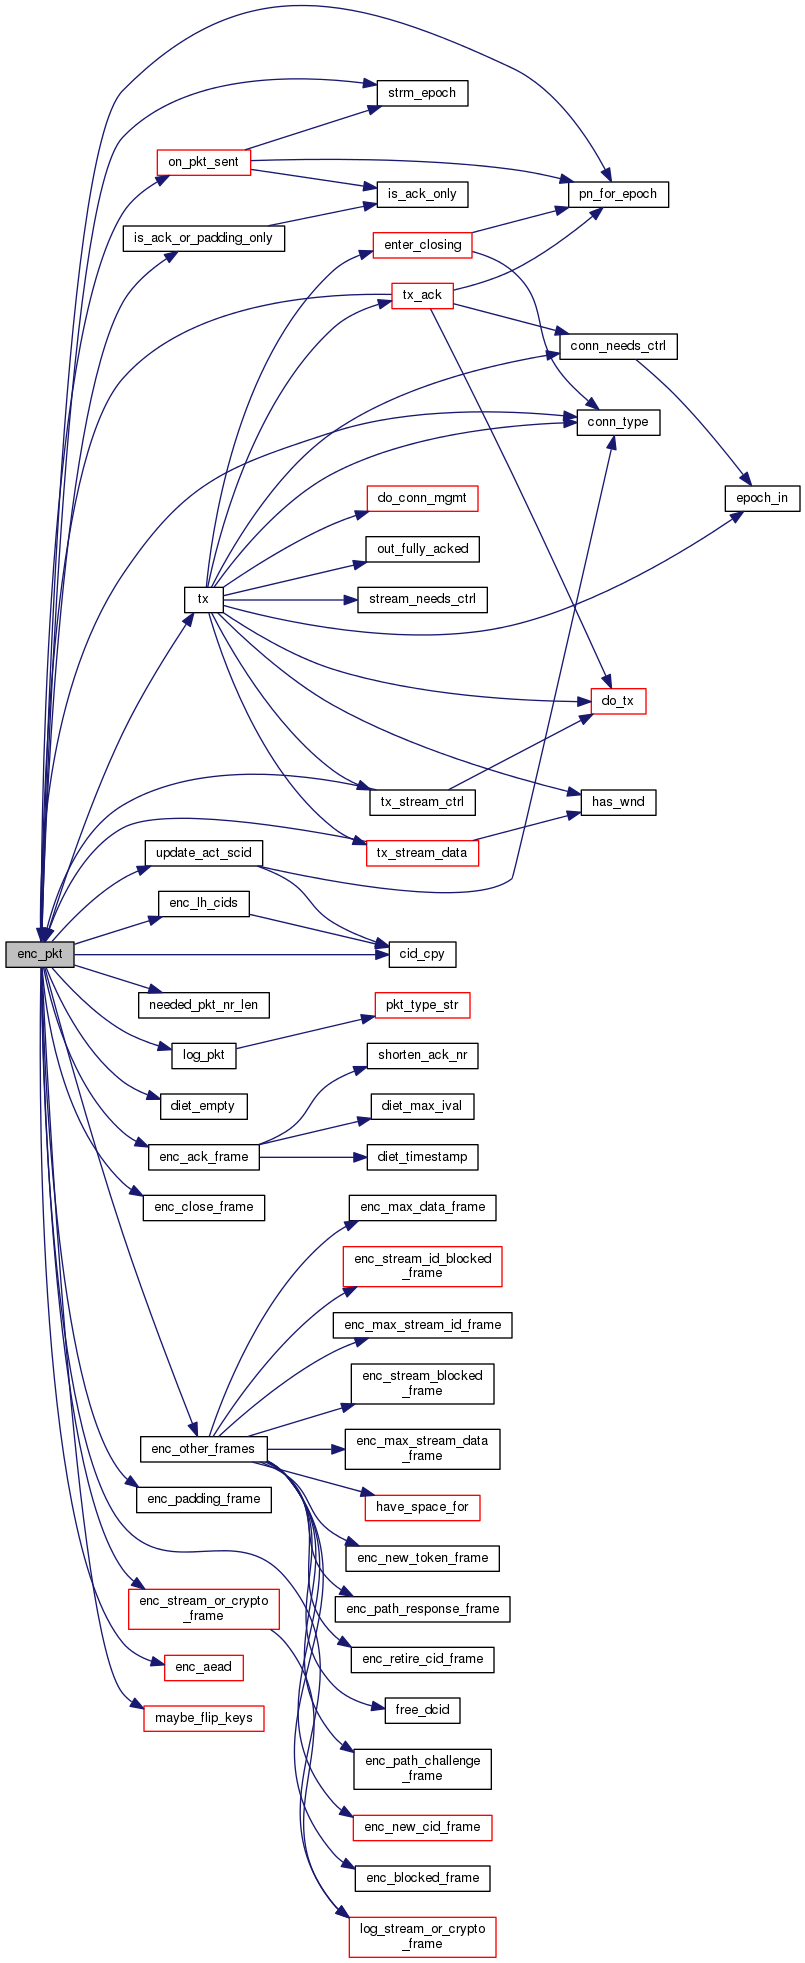 strm_epoch
on_pkt_sent
pn_for_epoch
is_ack_only
is_ack_or_padding_only
enter_closing
tx_ack
conn_needs_ctrl
conn_type
do_conn_mgmt
epoch_in
out_fully_acked
tx
stream_needs_ctrl
do_tx
tx_stream_ctrl
has_wnd
update_act_scid
tx_stream_data
enc_lh_cids
enc_pkt
cid_cpy
needed_pkt_nr_len
pkt_type_str
log_pkt
shorten_ack_nr
diet_empty
diet_max_ival
enc_ack_frame
diet_timestamp
enc_close_frame
enc_max_data_frame
enc_stream_id_blocked
_frame
enc_max_stream_id_frame
enc_stream_blocked
_frame
enc_other_frames
enc_max_stream_data
_frame
enc_padding_frame
have_space_for
enc_new_token_frame
enc_stream_or_crypto
_frame
enc_path_response_frame
enc_aead
enc_retire_cid_frame
maybe_flip_keys
free_dcid
enc_path_challenge
_frame
enc_new_cid_frame
enc_blocked_frame
log_stream_or_crypto
_frame